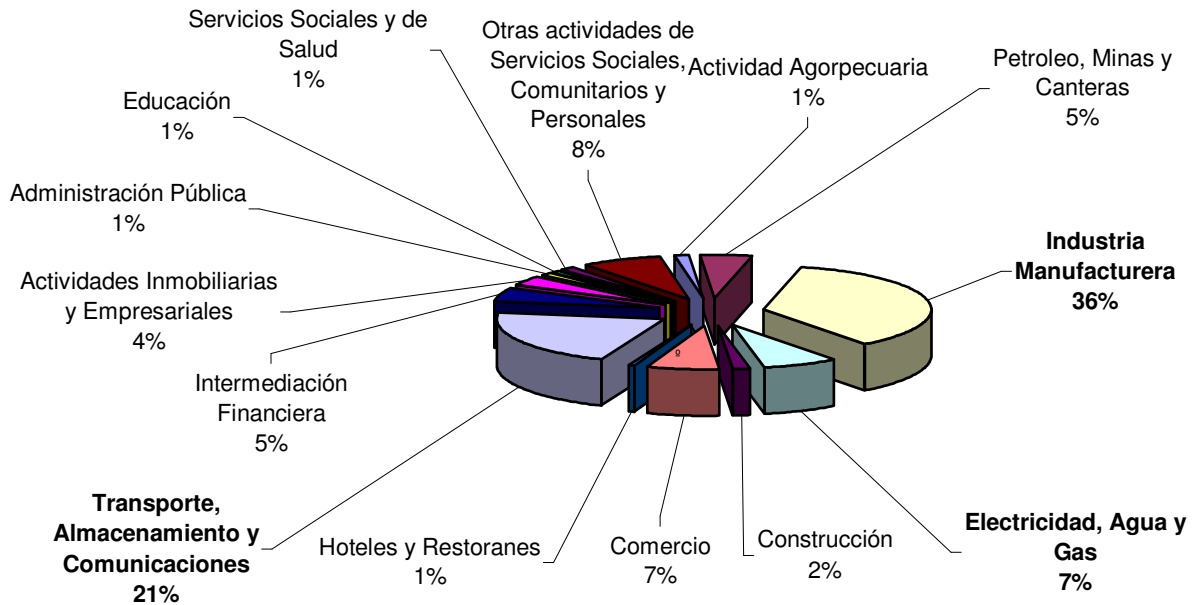 Servicios Sociales y de
Salud
1%
Otras actividades de
Servicios Sociales,
Comunitarios y
Personales
8%
Actividad Agorpecuaria
1%
Petroleo, Minas y
Canteras
5%
Educación
1%
Administración Pública
1%
Industria
Manufacturera
36%
Actividades Inmobiliarias
y Empresariales
4%
Intermediación
Financiera
5%
º
Transporte,
Almacenamiento y
Comunicaciones
21%
Hoteles y Restoranes
1%
Comercio
7%
Construcción
2%
Electricidad, Agua y
Gas
7%